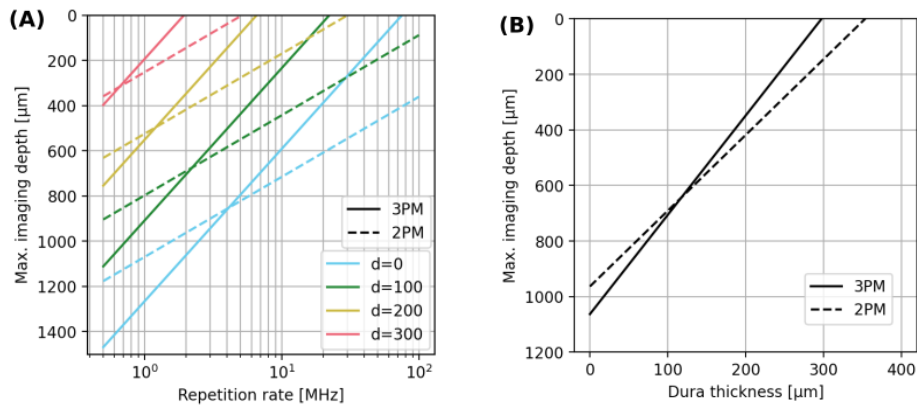 (A)
0
200
400
600
800
1000
1200
1400
Max. imaging depth [µm]
3PM
2PM
d=0
d=100
d=200
d=300
10⁰
10¹
10²
Repetition rate [MHz]
(B)
0
200
400
600
800
1000
1200
Max. imaging depth [µm]
3PM
2PM
0
100
200
300
400
Dura thickness [µm]